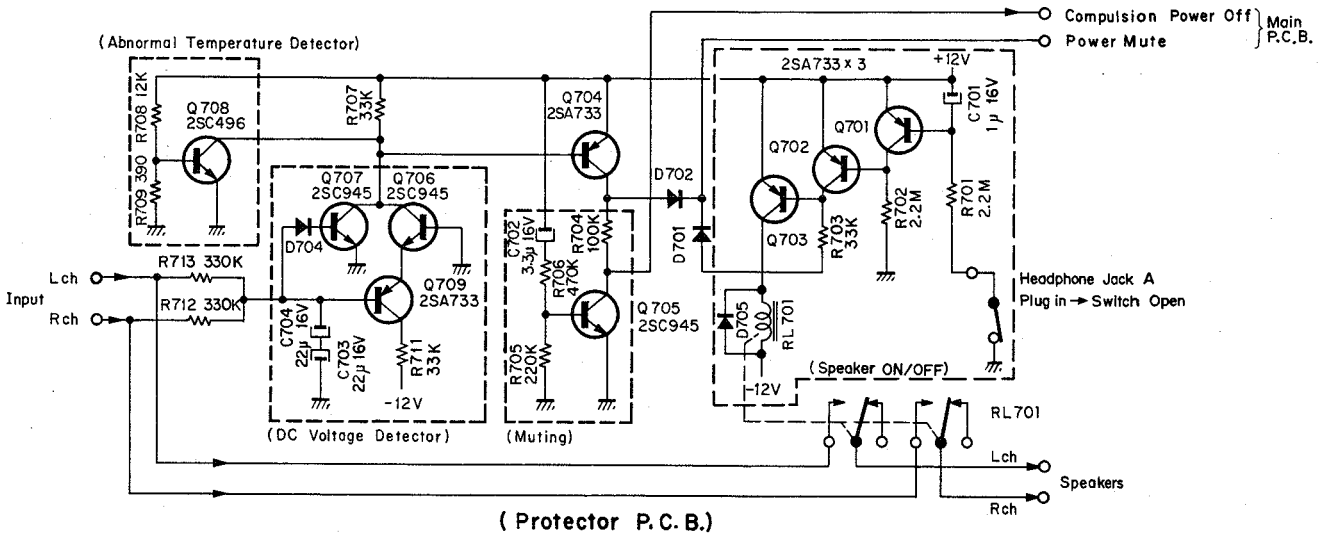 Compulsion Power Off
Power Mute
Main
P.C.B.
(Abnormal Temperature Detector)
R708 12K
R709 390
Q708
2SC496
R707
33K
Q704
2SA733
2SA733 x 3
+12V
C701
1μ 16V
Q701
Q702
Q703
D702
D701
R703
33K
R702
2.2M
R701
2.2M
Q707
2SC945
Q706
2SC945
D704
Q709
2SA733
R711
33K
-12V
C704
22μ 16V
C703
22μ 16V
(DC Voltage Detector)
Input
Lch
Rch
R713 330K
R712 330K
C702
3.3μ 16V
R704
100K
R706
470K
R705
220K
Q705
2SC945
(Muting)
D705
RL701
-12V
Headphone Jack A
Plug in → Switch Open
(Speaker ON/OFF)
RL701
Lch
Speakers
Rch
(Protector P.C.B.)